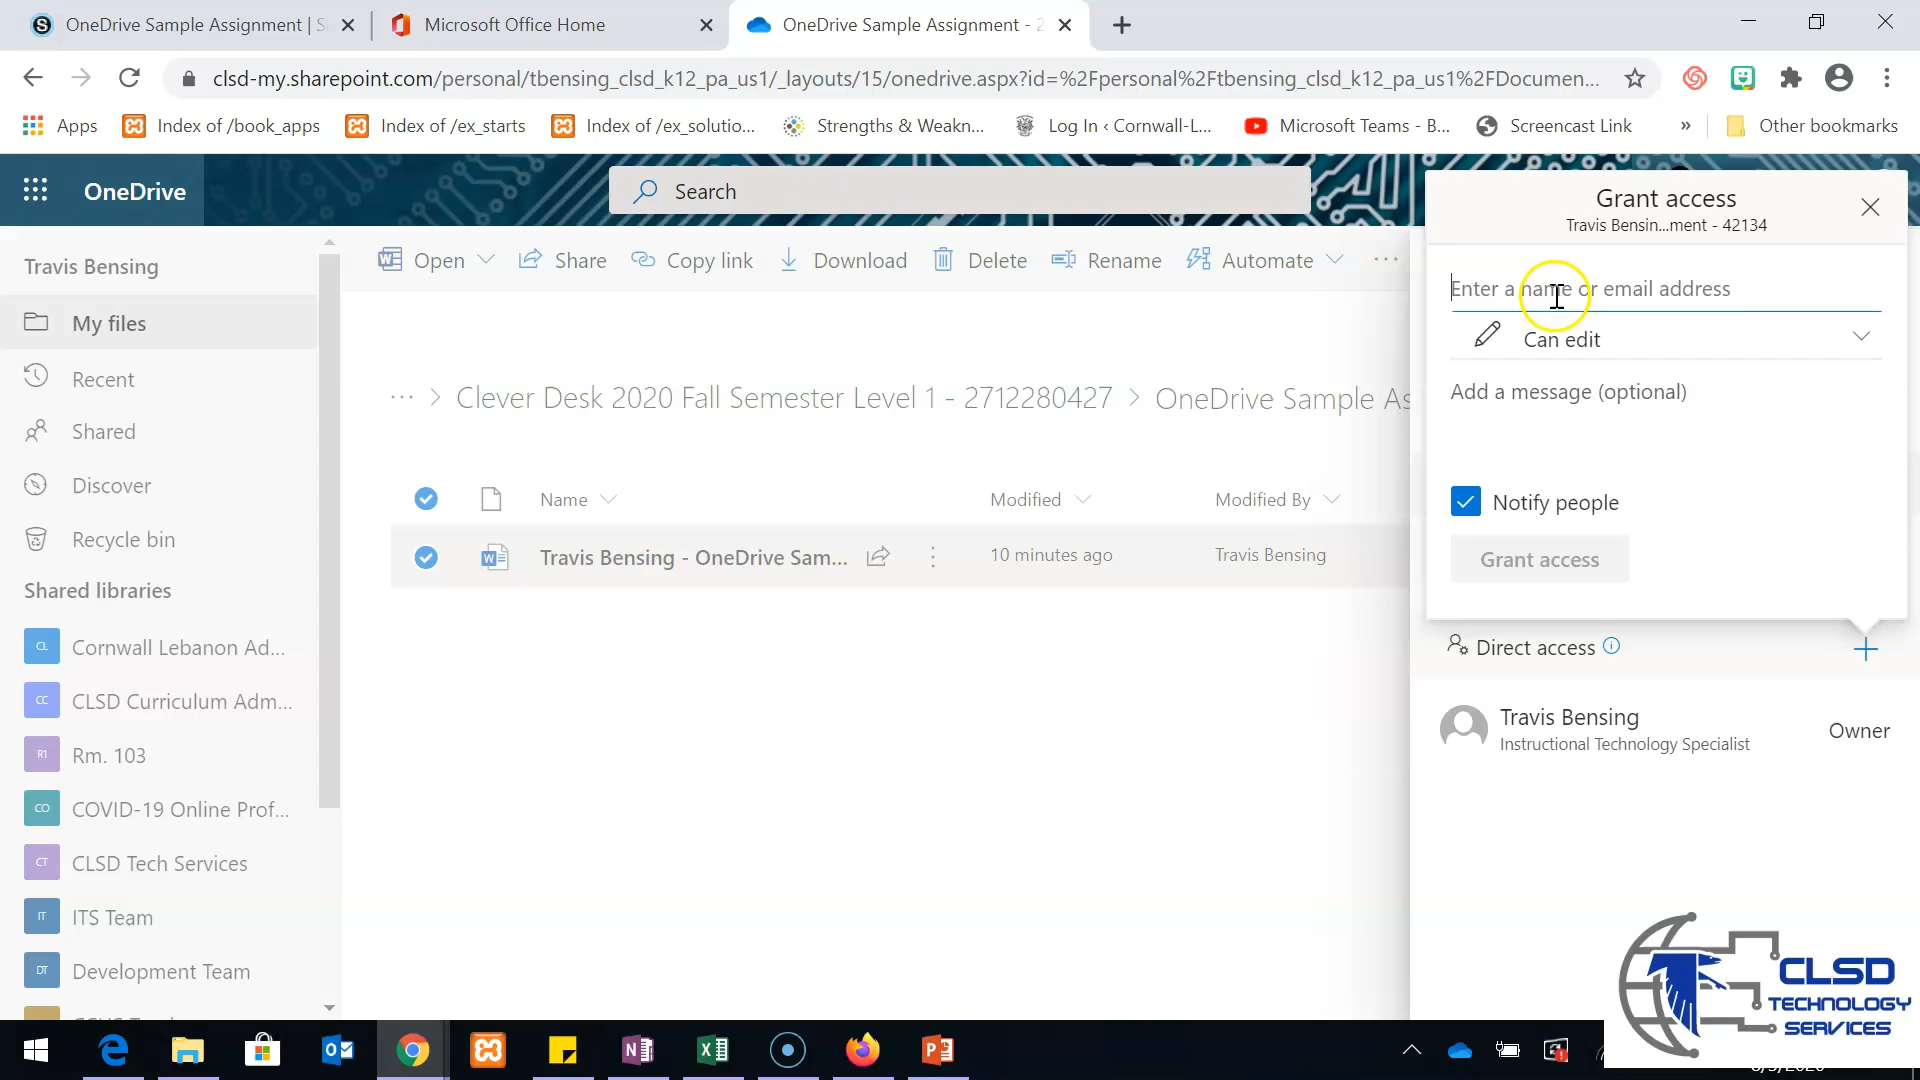 OneDrive Sample Assignment | S
Microsoft Office Home
OneDrive Sample Assignment - 2
clsd-my.sharepoint.com/personal/tbensing_clsd_k12_pa_us1/_layouts/15/onedrive.aspx?id=%2Fpersonal%2Ftbensing_clsd_k12_pa_us1%2FDocumen...
Apps
Index of /book_apps
Index of /ex_starts
Index of /ex_solutio...
Strengths & Weakn...
Log In ‹ Cornwall-L...
Microsoft Teams - B...
Screencast Link
»
Other bookmarks
OneDrive
Search
Travis Bensing
My files
Recent
Shared
Discover
Recycle bin
Shared libraries
CL Cornwall Lebanon Ad...
CC CLSD Curriculum Adm...
R1 Rm. 103
CO COVID-19 Online Prof...
CT CLSD Tech Services
IT ITS Team
DT Development Team
Open
Share
Copy link
Download
Delete
Rename
Automate
...
... > Clever Desk 2020 Fall Semester Level 1 - 2712280427 > OneDrive Sample As
Name
Modified
Modified By
Travis Bensing - OneDrive Sam...
10 minutes ago
Travis Bensing
Grant access
Travis Bensin...ment - 42134
Enter a name or email address
Can edit
Add a message (optional)
Notify people
Grant access
Direct access
Travis Bensing
Instructional Technology Specialist
Owner
CLSD
TECHNOLOGY
SERVICES